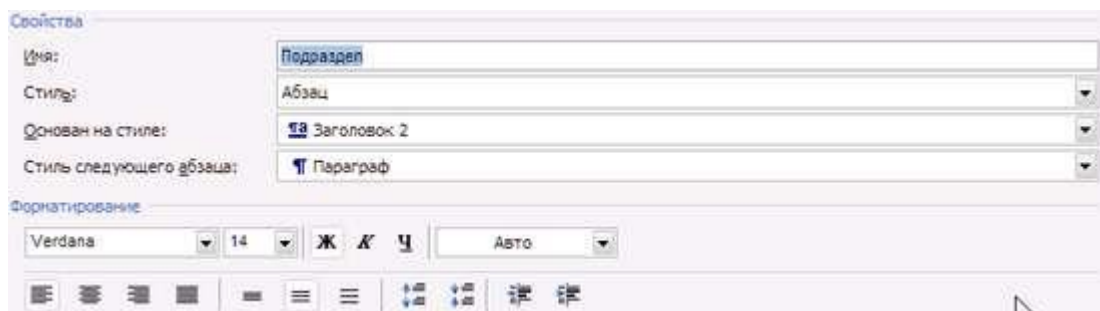 Свойства
Имя: Подраздел
Стиль: Абзац
Основан на стиле: ¶a Заголовок 2
Стиль следующего абзаца: ¶ Параграф
Форматирование
Verdana 14 Ж К Ч Авто